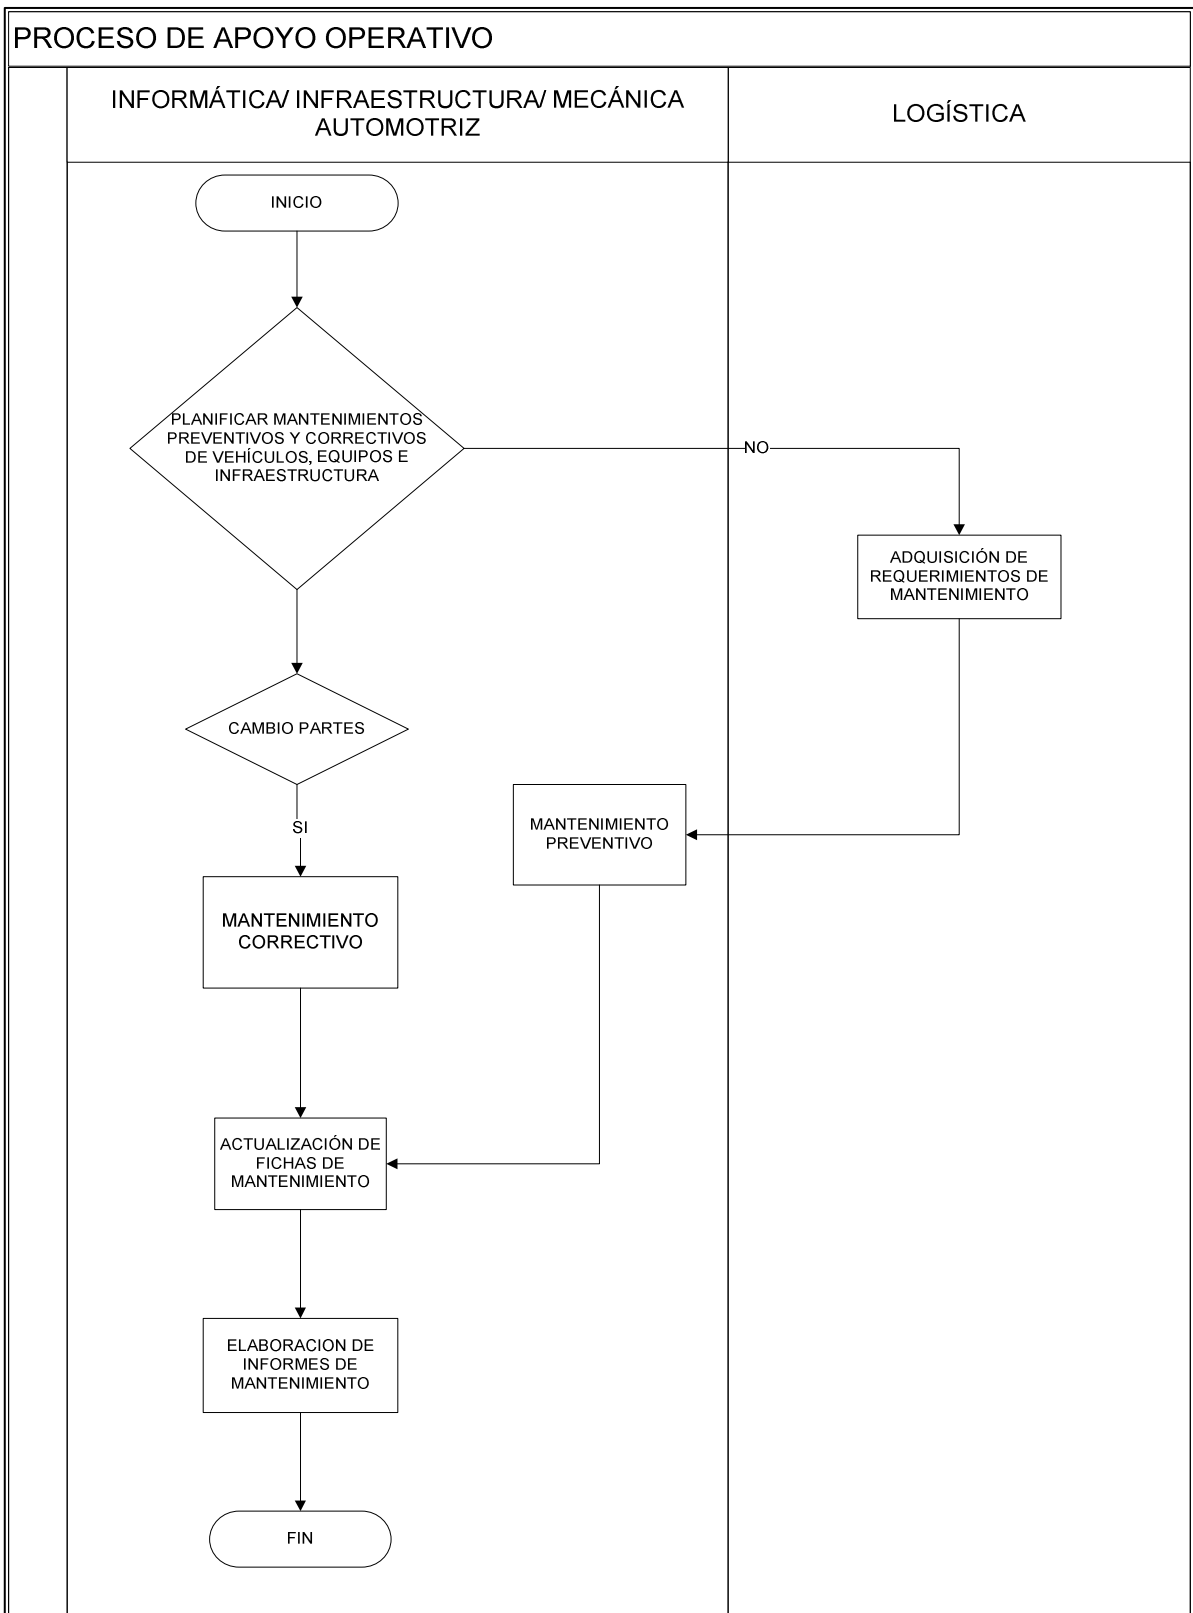 PROCESO DE APOYO OPERATIVO
INFORMÁTICA/ INFRAESTRUCTURA/ MECÁNICA
AUTOMOTRIZ
LOGÍSTICA
INICIO
PLANIFICAR MANTENIMIENTOS
PREVENTIVOS Y CORRECTIVOS
DE VEHÍCULOS, EQUIPOS E
INFRAESTRUCTURA
NO
ADQUISICIÓN DE
REQUERIMIENTOS DE
MANTENIMIENTO
CAMBIO PARTES
SI
MANTENIMIENTO
PREVENTIVO
MANTENIMIENTO
CORRECTIVO
ACTUALIZACIÓN DE
FICHAS DE
MANTENIMIENTO
ELABORACION DE
INFORMES DE
MANTENIMIENTO
FIN